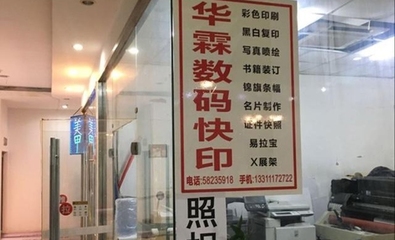 华霖数码快印
彩色印刷
黑白复印
写真喷绘
书籍装订
锦旗条幅
名片制作
证件快照
易拉宝
X展架
电话:58235918 手机:13311172722
照相